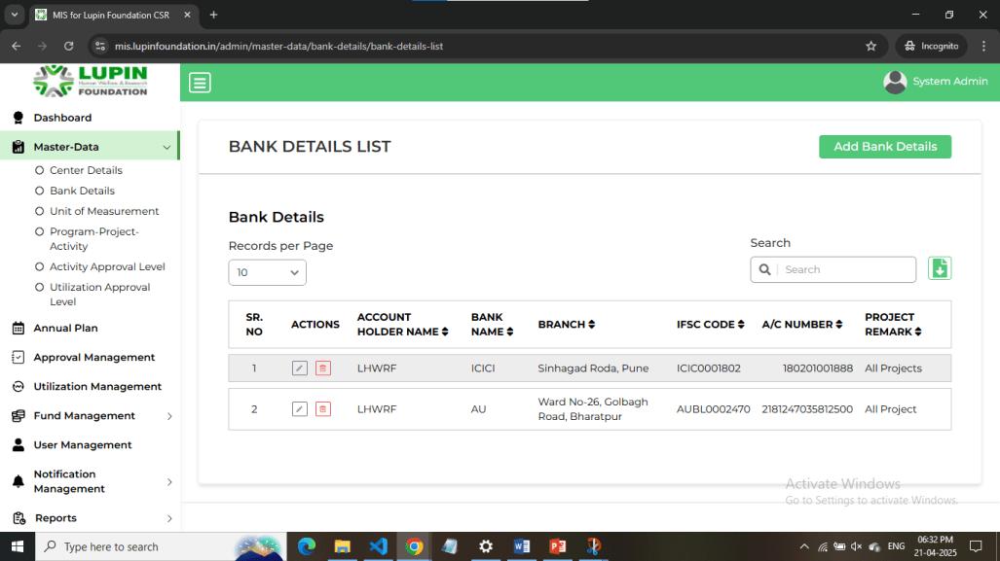 MIS for Lupin Foundation CSR
mis.lupinfoundation.in/admin/master-data/bank-details/bank-details-list
Incognito
LUPIN
Human Welfare & Research
FOUNDATION
System Admin
Dashboard
Master-Data
Center Details
Bank Details
Unit of Measurement
Program-Project-
Activity
Activity Approval Level
Utilization Approval
Level
Annual Plan
Approval Management
Utilization Management
Fund Management
User Management
Notification
Management
Reports
BANK DETAILS LIST
Add Bank Details
Bank Details
Records per Page
10
Search
Search
SR. NO ACTIONS ACCOUNT HOLDER NAME BANK NAME BRANCH IFSC CODE A/C NUMBER PROJECT REMARK
1 LHWRF ICICI Sinhagad Roda, Pune ICIC0001802 180201001888 All Projects
2 LHWRF AU Ward No-26, Golbagh Road, Bharatpur AUBL0002470 2181247035812500 All Project
Activate Windows
Go to Settings to activate Windows.
Type here to search
ENG
06:32 PM
21-04-2025